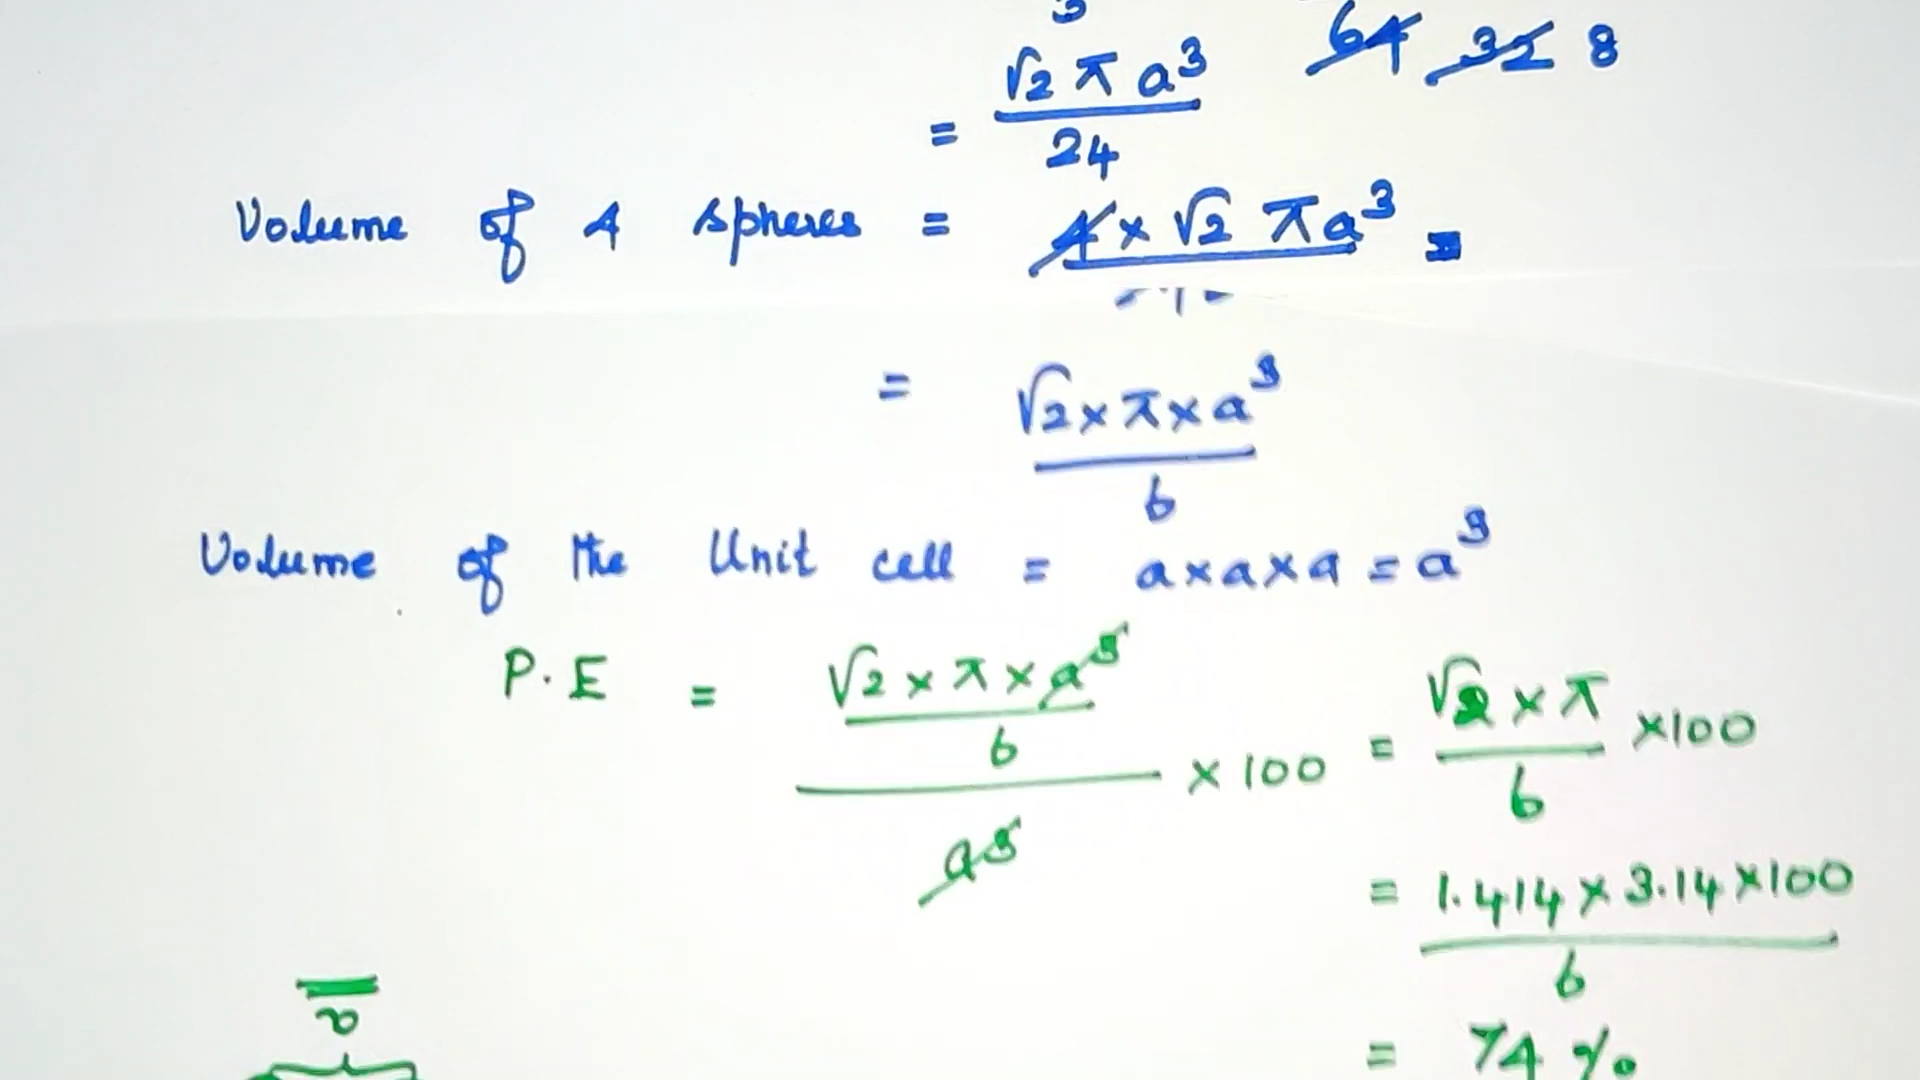 64 32 8
= √2 π a³ / 24
Volume of 4 spheres = 4 × √2 π a³ =
= √2 × π × a³ / 6
Volume of the Unit cell = a × a × a = a³
P.E = √2 × π × a³ / 6 / a³ × 100 = √2 × π / 6 × 100
= 1.414 × 3.14 × 100 / 6
= 74 %